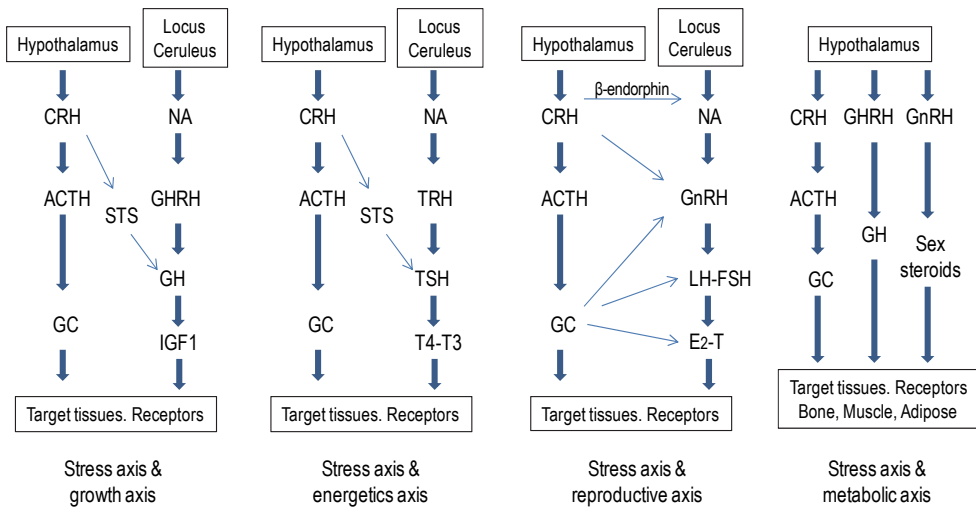 Hypothalamus
Locus
Ceruleus
CRH
NA
ACTH
STS
GHRH
GH
GC
IGF1
Target tissues. Receptors
Stress axis &
growth axis
Hypothalamus
Locus
Ceruleus
CRH
NA
ACTH
STS
TRH
TSH
GC
T4-T3
Target tissues. Receptors
Stress axis &
energetics axis
Hypothalamus
Locus
Ceruleus
β-endorphin
CRH
NA
ACTH
GnRH
LH-FSH
GC
E2-T
Target tissues. Receptors
Stress axis &
reproductive axis
Hypothalamus
CRH
GHRH
GnRH
ACTH
GH
Sex
steroids
GC
Target tissues. Receptors
Bone, Muscle, Adipose
Stress axis &
metabolic axis